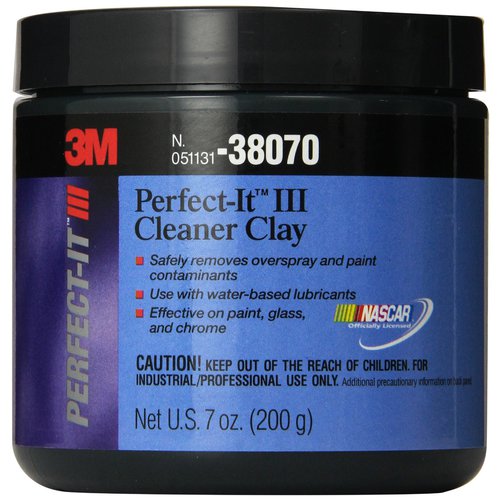 3M
N.
051131-38070
PERFECT-IT™ III
Perfect-It™ III
Cleaner Clay
Safely removes overspray and paint
contaminants
Use with water-based lubricants
Effective on paint, glass,
and chrome
NASCAR
Officially Licensed
CAUTION! KEEP OUT OF THE REACH OF CHILDREN. FOR
INDUSTRIAL/PROFESSIONAL USE ONLY. Additional precautionary information on back panel.
Net U.S. 7 oz. (200 g)